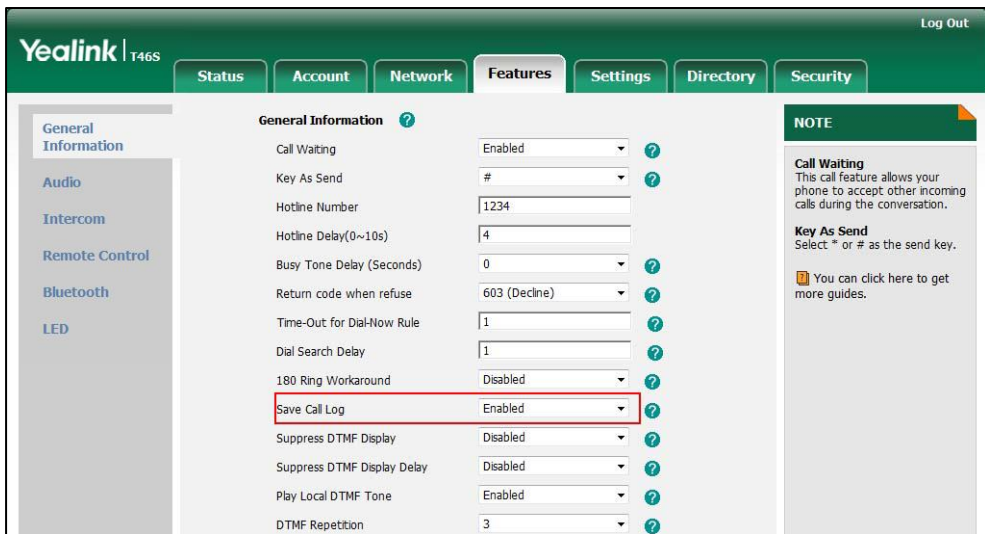 Log Out
Yealink | T46S
Status Account Network Features Settings Directory Security
General
Information
Audio
Intercom
Remote Control
Bluetooth
LED
General Information ?
Call Waiting Enabled ?
Key As Send # ?
Hotline Number 1234
Hotline Delay(0~10s) 4
Busy Tone Delay (Seconds) 0 ?
Return code when refuse 603 (Decline) ?
Time-Out for Dial-Now Rule 1 ?
Dial Search Delay 1 ?
180 Ring Workaround Disabled ?
Save Call Log Enabled ?
Suppress DTMF Display Disabled ?
Suppress DTMF Display Delay Disabled ?
Play Local DTMF Tone Enabled ?
DTMF Repetition 3 ?
NOTE
Call Waiting
This call feature allows your
phone to accept other incoming
calls during the conversation.
Key As Send
Select * or # as the send key.
? You can click here to get
more guides.